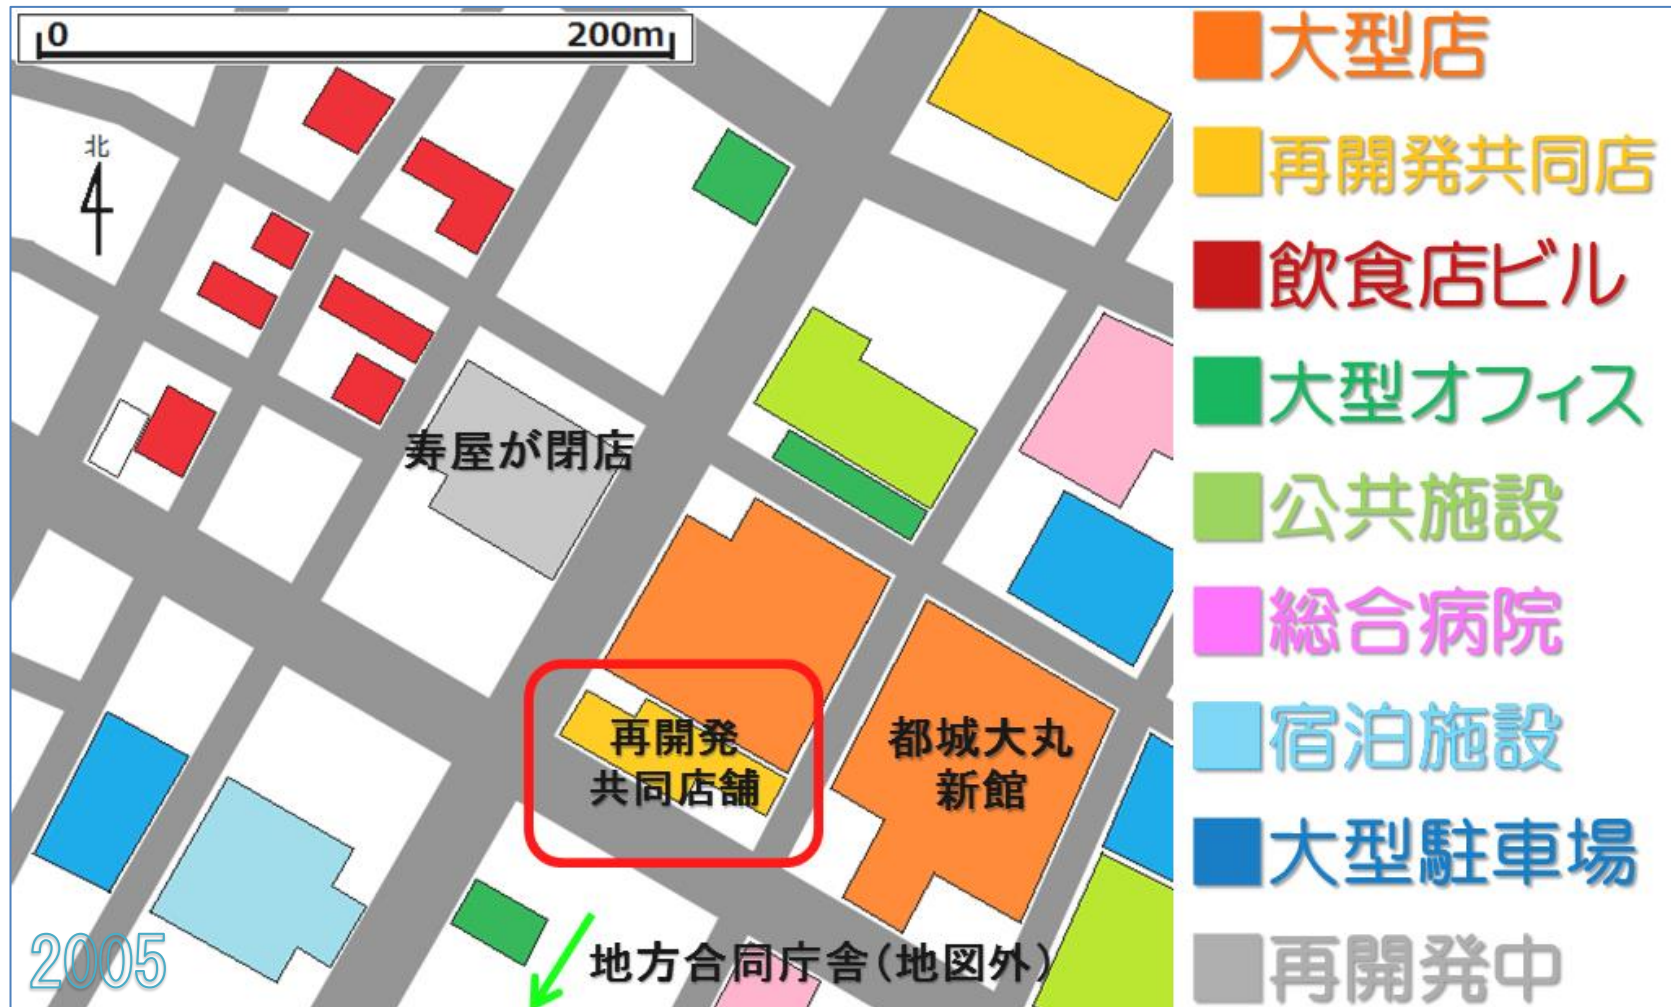 0 200m
北
寿屋が閉店
再開発
共同店舗
都城大丸
新館
地方合同庁舎(地図外)
2005
大型店
再開発共同店
飲食店ビル
大型オフィス
公共施設
総合病院
宿泊施設
大型駐車場
再開発中